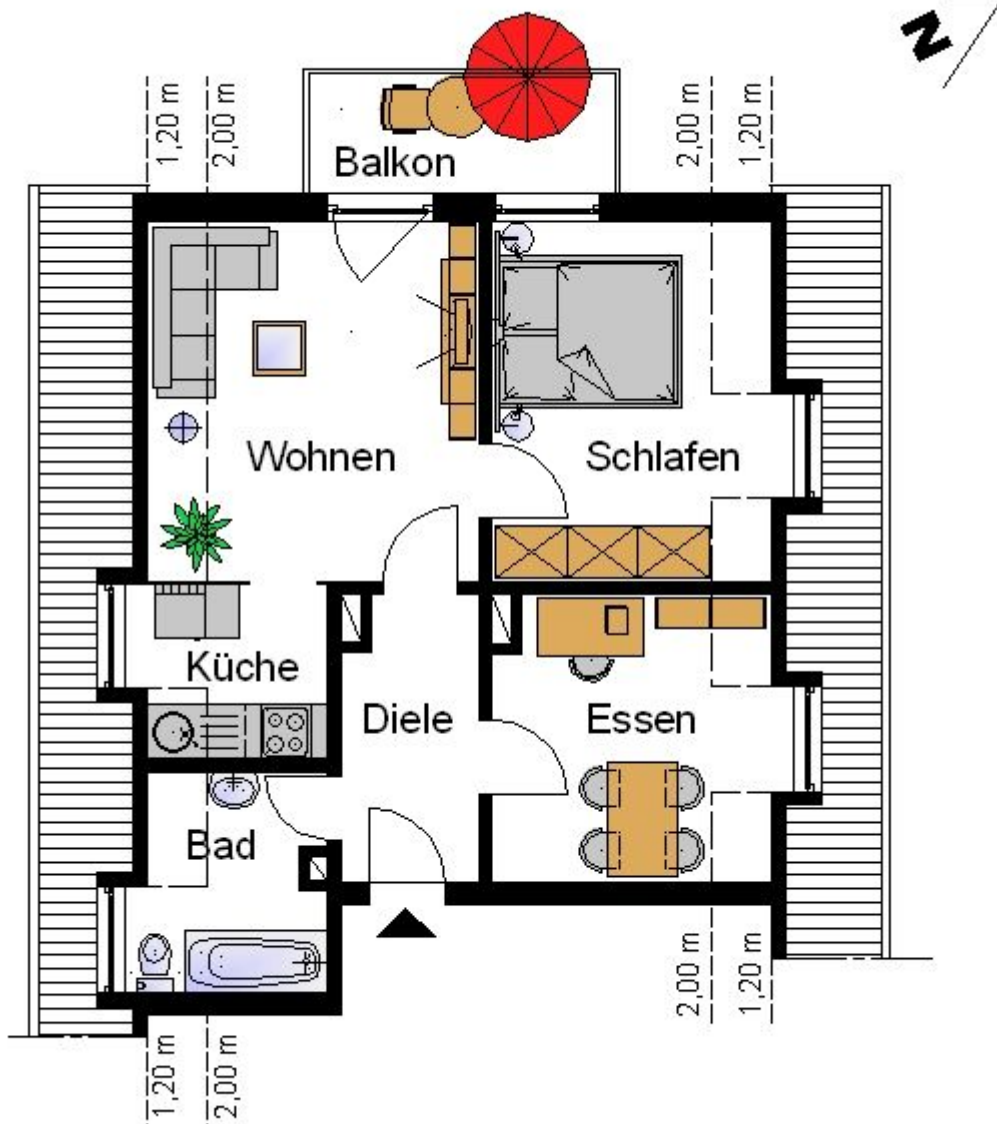 N
1,20 m
2,00 m
2,00 m
1,20 m
Balkon
Wohnen
Schlafen
Küche
Diele
Essen
Bad
2,00 m
1,20 m
1,20 m
2,00 m